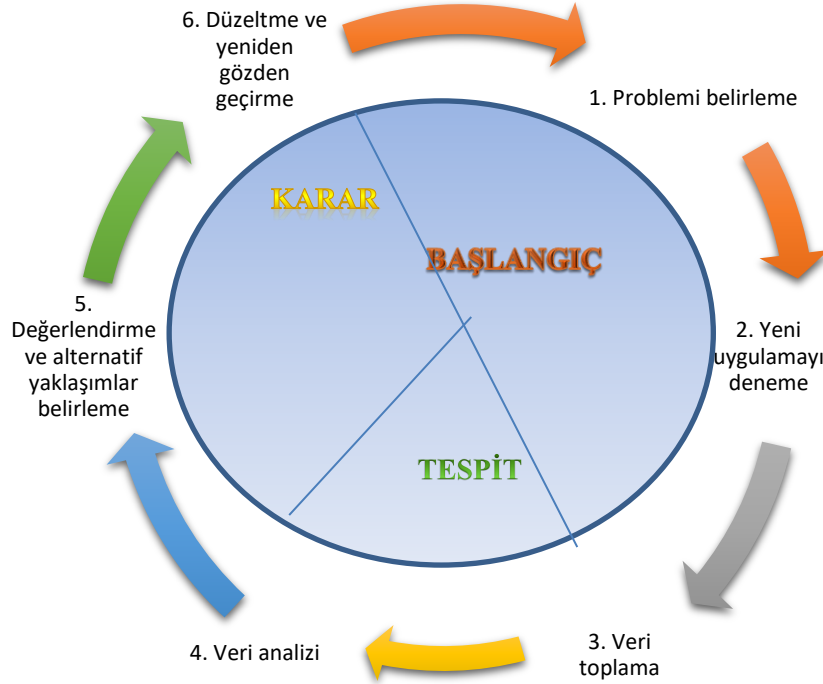 6. Düzeltme ve
yeniden
gözden
geçirme
1. Problemi belirleme
KARAR
BAŞLANGIÇ
2. Yeni
uygulamayı
deneme
5.
Değerlendirme
ve alternatif
yaklaşımlar
belirleme
TESPİT
4. Veri analizi
3. Veri
toplama